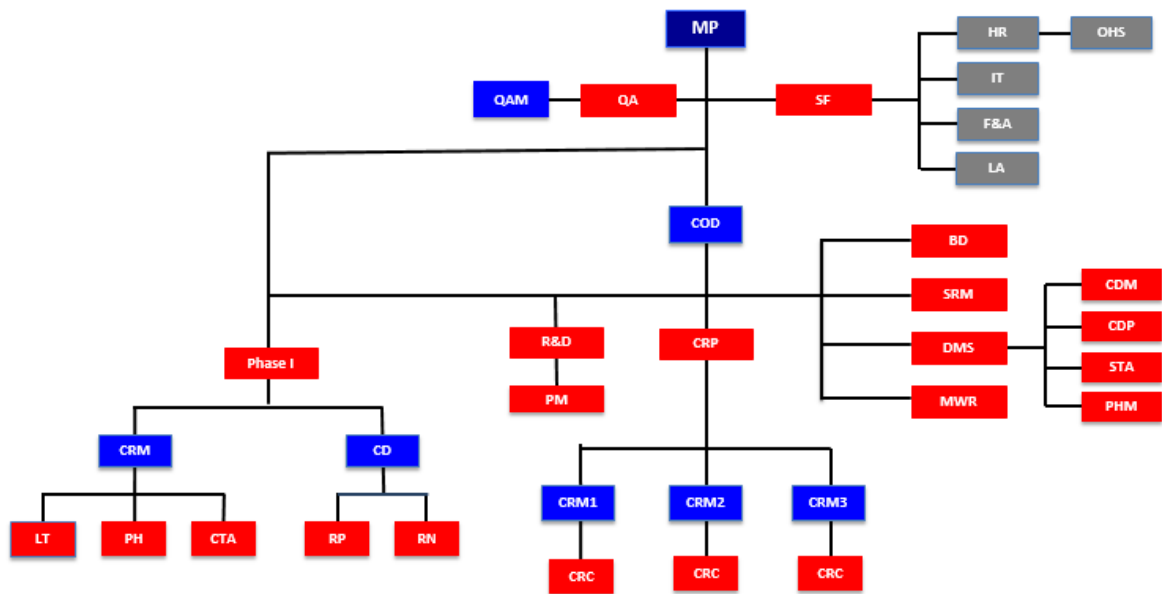 MP
HR
OHS
IT
QAM
QA
SF
F&A
LA
COD
BD
CDM
SRM
CDP
R&D
CRP
DMS
STA
Phase I
PM
MWR
PHM
CRM
CD
CRM1
CRM2
CRM3
LT
PH
CTA
RP
RN
CRC
CRC
CRC